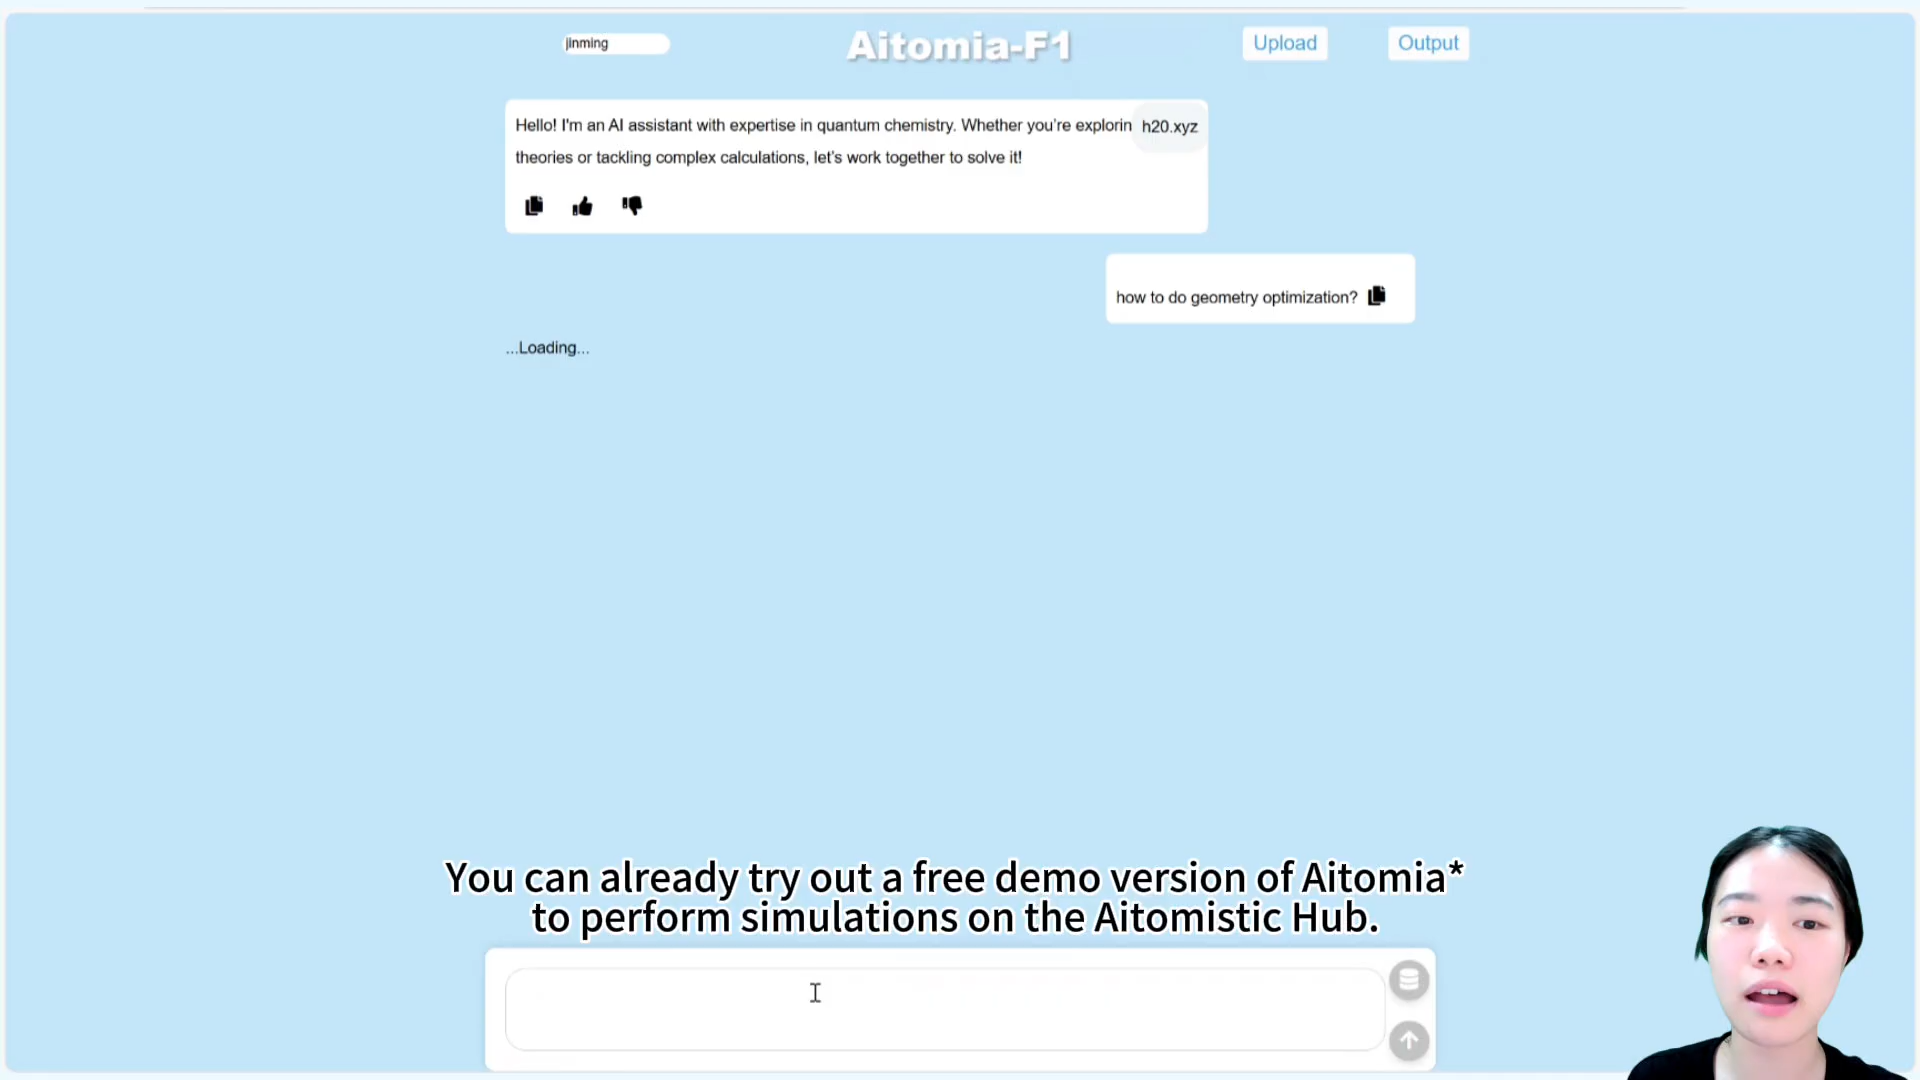 jinming
Aitomia-F1
Upload
Output
Hello! I'm an AI assistant with expertise in quantum chemistry. Whether you're explorin
h20.xyz
theories or tackling complex calculations, let's work together to solve it!
how to do geometry optimization?
...Loading...
You can already try out a free demo version of Aitomia*
to perform simulations on the Aitomistic Hub.